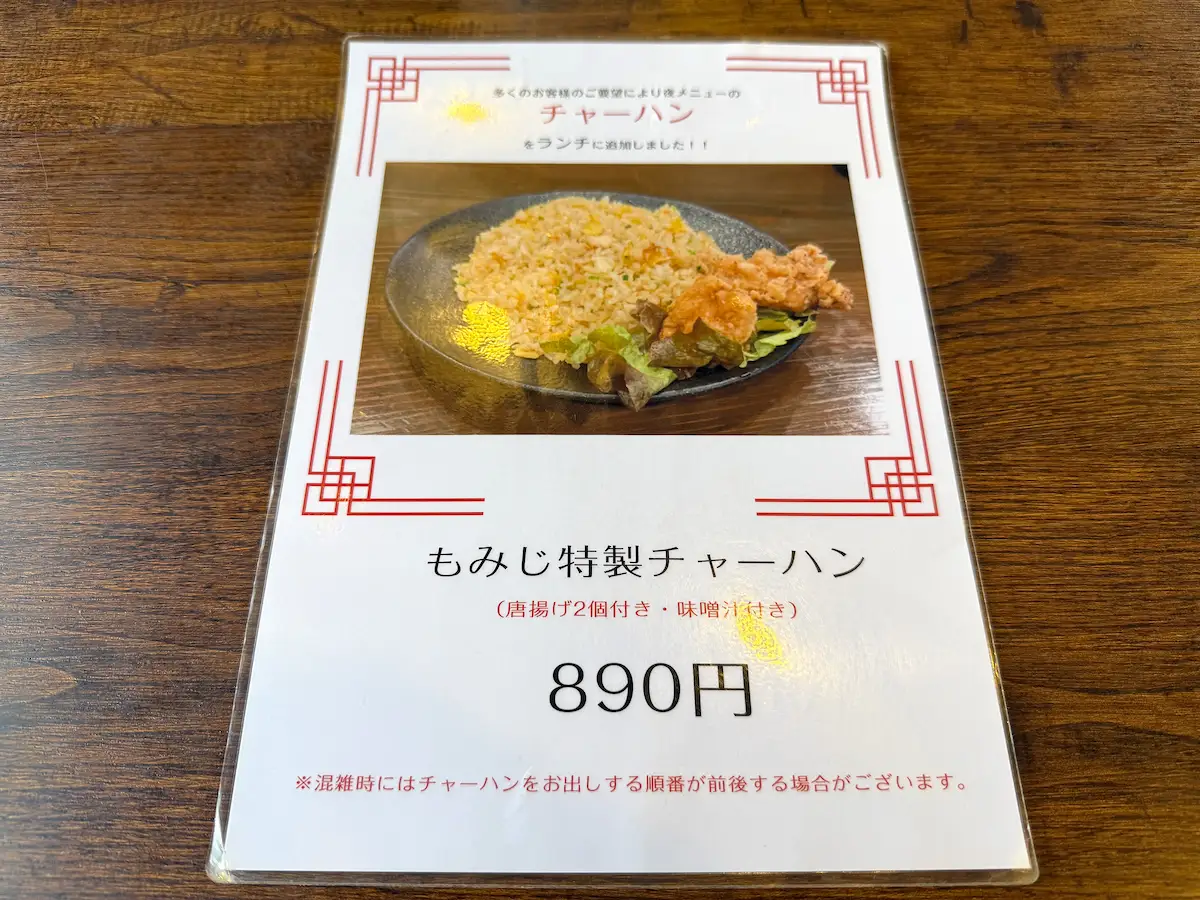 多くのお客様のご要望により夜メニューの
チャーハン
をランチに追加しました！！
もみじ特製チャーハン
(唐揚げ2個付き・味噌汁付き)
890円
※混雑時にはチャーハンをお出しする順番が前後する場合がございます。